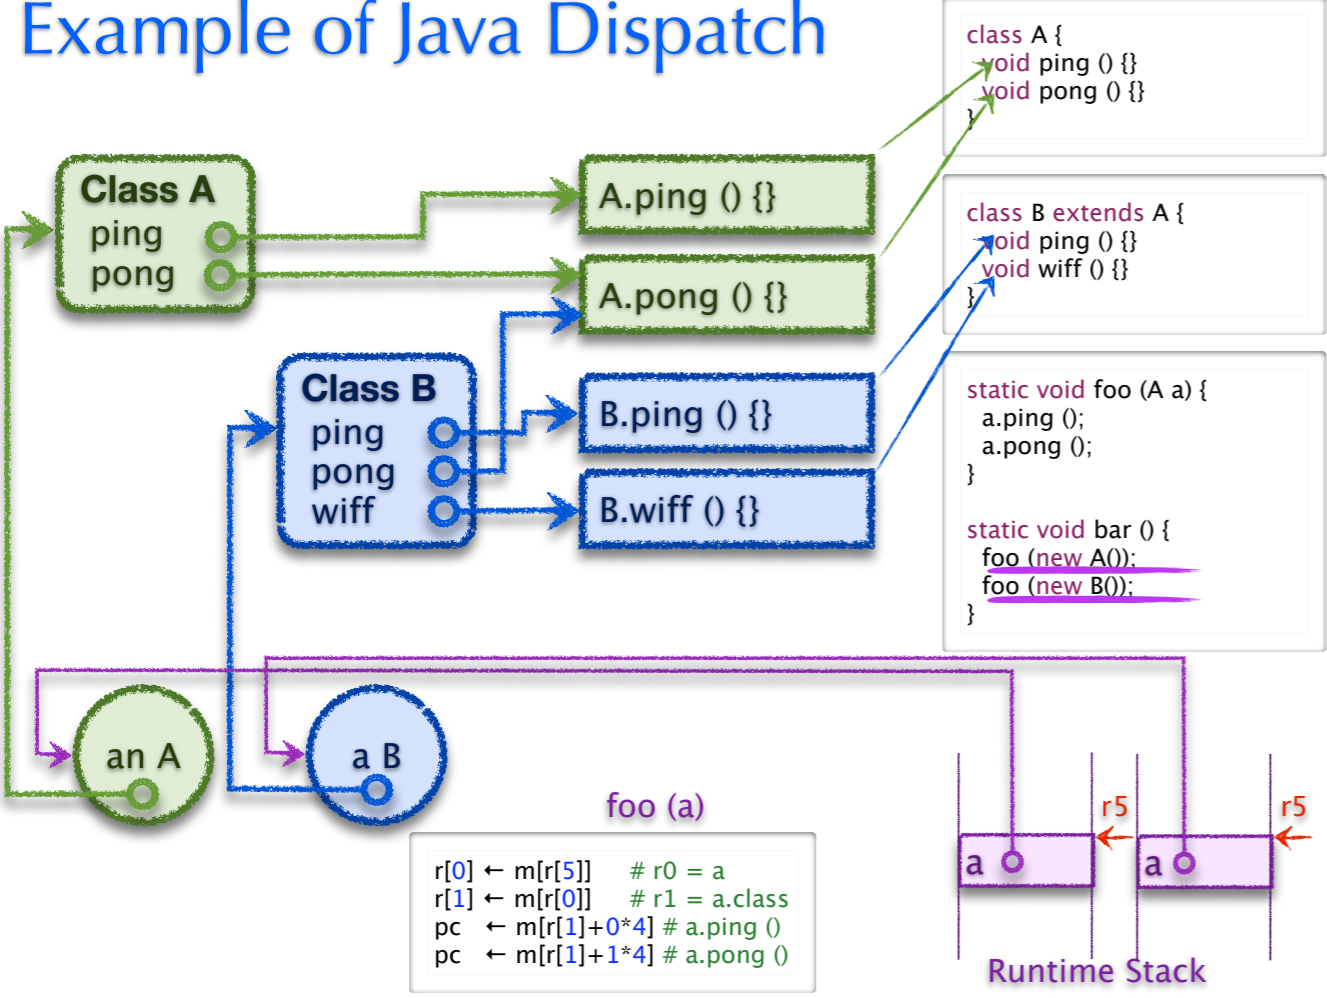 Example of Java Dispatch
class A {
void ping () {}
void pong () {}
}
Class A
ping
pong
A.ping () {}
A.pong () {}
class B extends A {
void ping () {}
void wiff () {}
}
Class B
ping
pong
wiff
B.ping () {}
B.wiff () {}
static void foo (A a) {
a.ping ();
a.pong ();
}
static void bar () {
foo (new A());
foo (new B());
}
an A
a B
foo (a)
r[0] ← m[r[5]] # r0 = a
r[1] ← m[r[0]] # r1 = a.class
pc ← m[r[1]+0*4] # a.ping ()
pc ← m[r[1]+1*4] # a.pong ()
r5
r5
a
a
Runtime Stack